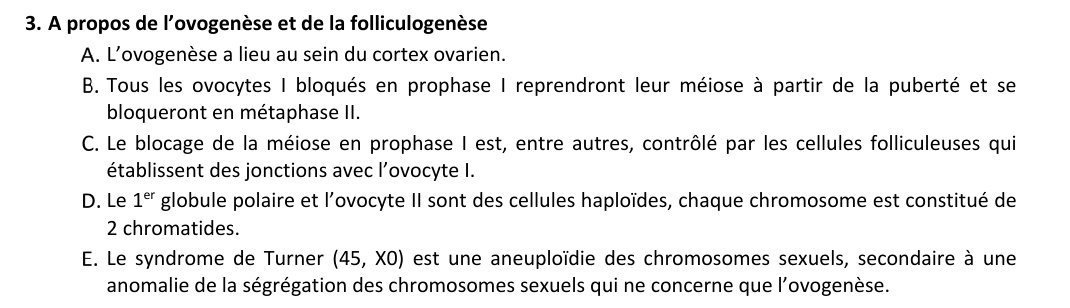 3. A propos de l’ovogenèse et de la folliculogenèse
A. L’ovogenèse a lieu au sein du cortex ovarien.
B. Tous les ovocytes I bloqués en prophase I reprendront leur méiose à partir de la puberté et se
bloqueront en métaphase II.
C. Le blocage de la méiose en prophase I est, entre autres, contrôlé par les cellules folliculeuses qui
établissent des jonctions avec l’ovocyte I.
D. Le 1er globule polaire et l’ovocyte II sont des cellules haploïdes, chaque chromosome est constitué de
2 chromatides.
E. Le syndrome de Turner (45, X0) est une aneuploïdie des chromosomes sexuels, secondaire à une
anomalie de la ségrégation des chromosomes sexuels qui ne concerne que l’ovogenèse.